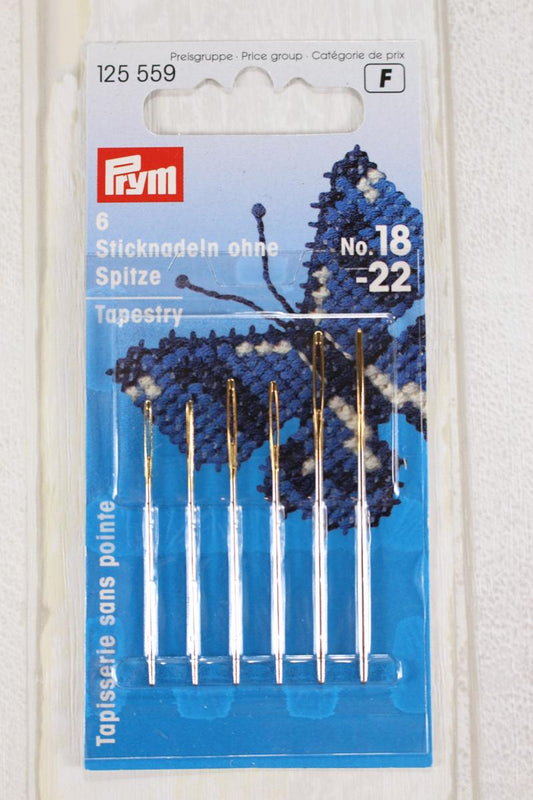 Preisgruppe · Price group · Catégorie de prix
125 559
F
Prym
6
Sticknadeln ohne
Spitze
No.18
-22
Tapestry
Tapisserie sans pointe